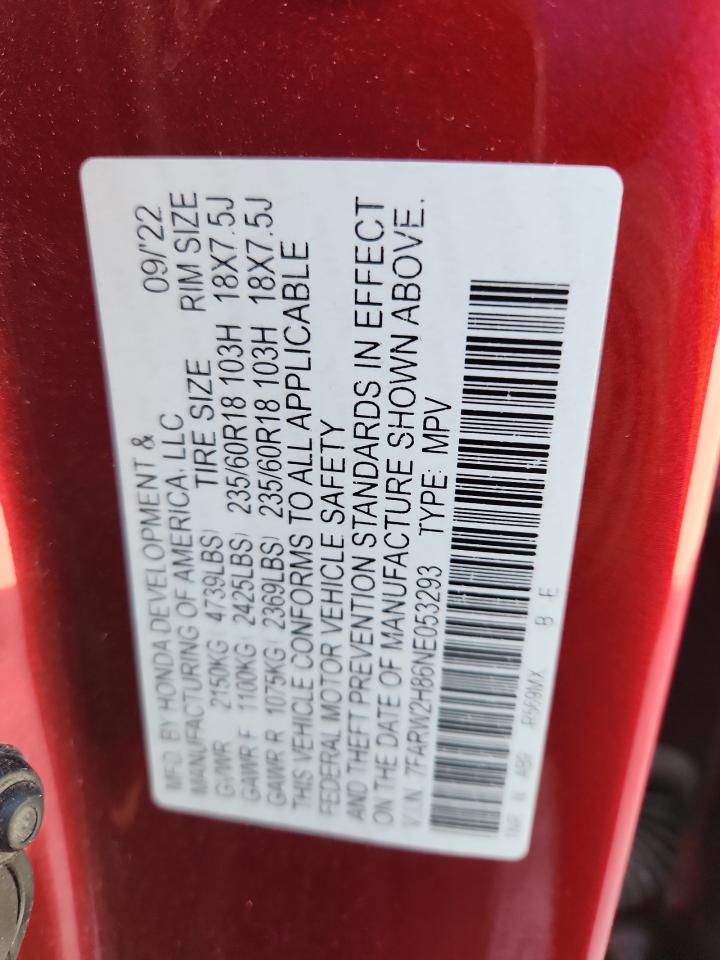 MFD. BY HONDA DEVELOPMENT & 09/'22
MANUFACTURING OF AMERICA, LLC
GVWR 2150KG( 4739LBS) TIRE SIZE RIM SIZE
GAWR F 1100KG( 2425LBS) 235/60R18 103H 18X7.5J
GAWR R 1075KG( 2369LBS) 235/60R18 103H 18X7.5J
THIS VEHICLE CONFORMS TO ALL APPLICABLE
FEDERAL MOTOR VEHICLE SAFETY
AND THEFT PREVENTION STANDARDS IN EFFECT
ON THE DATE OF MANUFACTURE SHOWN ABOVE.
V.I.N. 7FARW2H86NE053293 TYPE: MPV
N AB9 R569MX B E